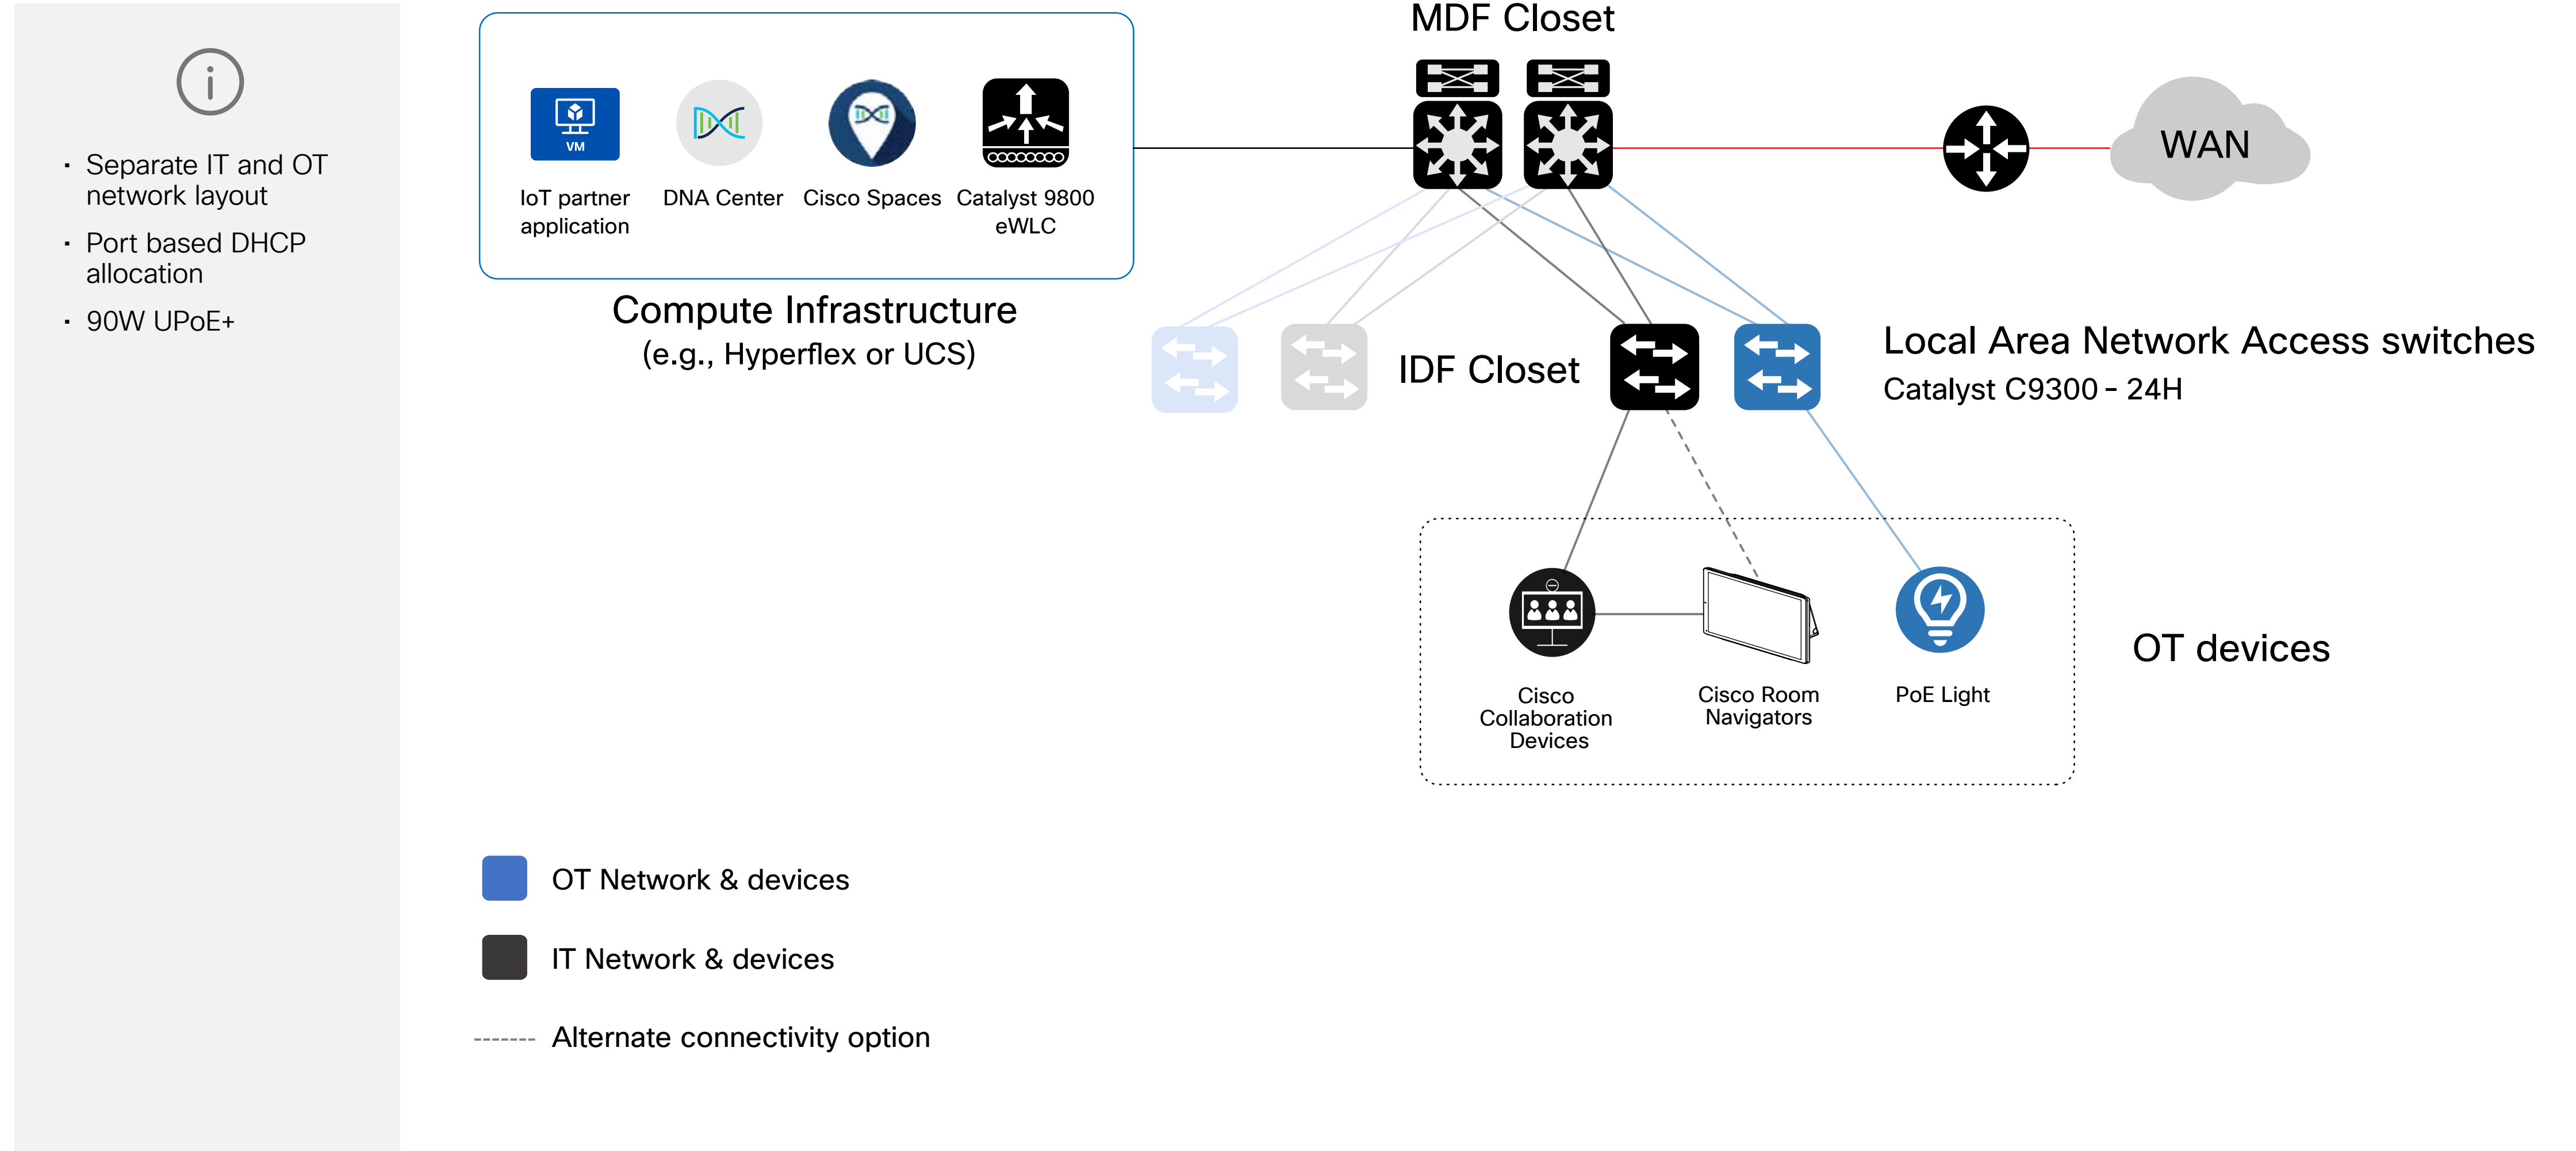 · Separate IT and OT
network layout
· Port based DHCP
allocation
· 90W UPoE+
VM
IoT partner
application
DNA Center
Cisco Spaces
Catalyst 9800
eWLC
Compute Infrastructure
(e.g., Hyperflex or UCS)
MDF Closet
WAN
IDF Closet
Local Area Network Access switches
Catalyst C9300 - 24H
Cisco
Collaboration
Devices
Cisco Room
Navigators
PoE Light
OT devices
OT Network & devices
IT Network & devices
Alternate connectivity option